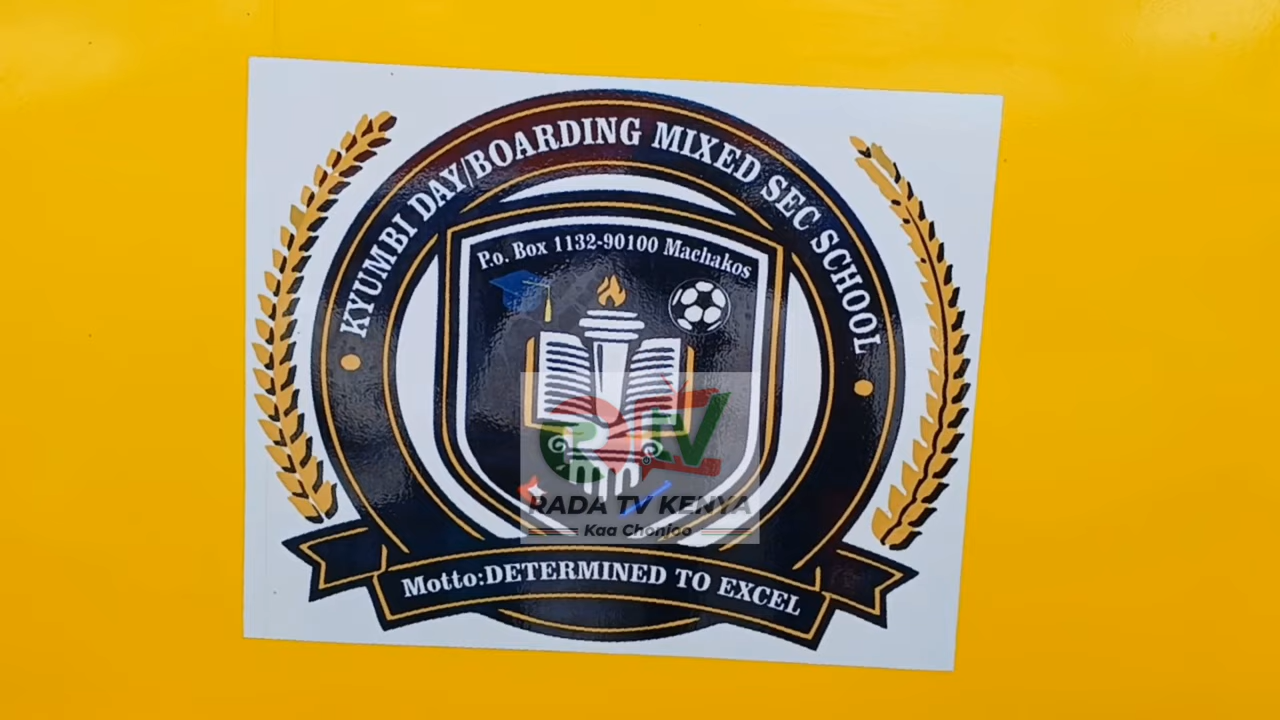 KYUMBI DAY/BOARDING MIXED SEC SCHOOL
P.o. Box 1132-90100 Machakos
RTV
RADA TV KENYA
Kaa Chonjoo
Motto:DETERMINED TO EXCEL